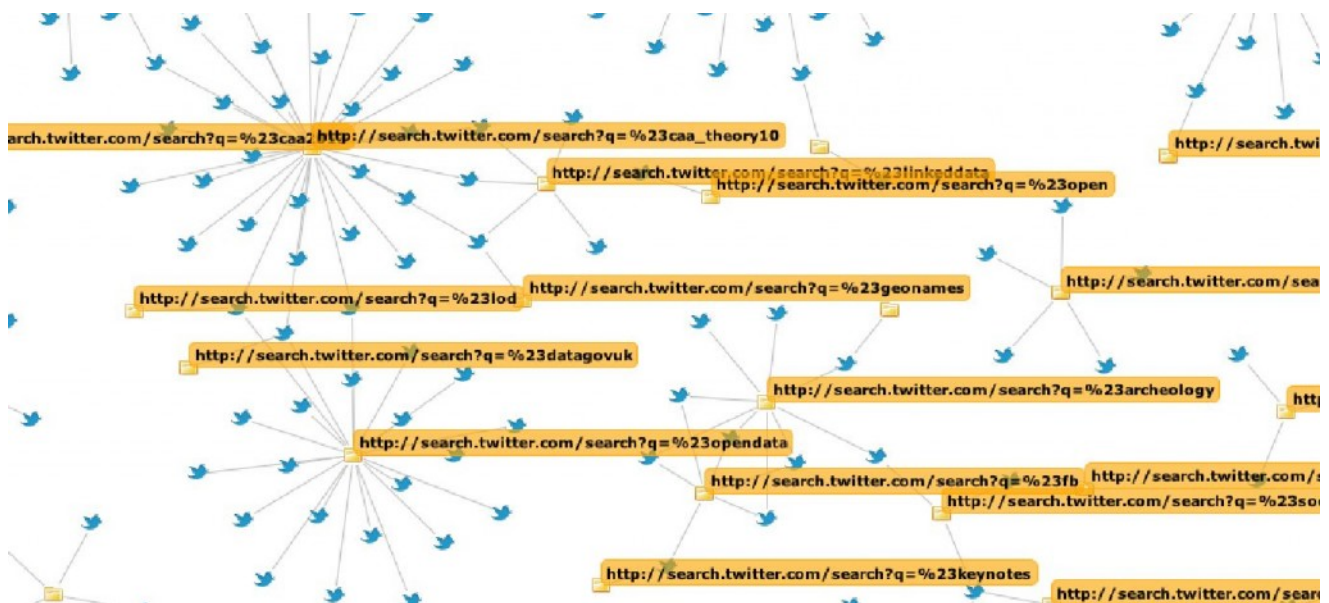 arch.twitter.com/search?q=%23caa2
http://search.twitter.com/search?q=%23caa_theory10
http://search.twi
http://search.twitter.com/search?q=%23linkeddata
http://search.twitter.com/search?q=%23open
http://search.twitter.com/sea
http://search.twitter.com/search?q=%23lod
http://search.twitter.com/search?q=%23geonames
http://search.twitter.com/search?q=%23datagovuk
http://search.twitter.com/search?q=%23archeology
http
http://search.twitter.com/search?q=%23opendata
http://search.twitter.com/search?q=%23fb
http://search.twitter.com/s
http://search.twitter.com/search?q=%23so
http://search.twitter.com/search?q=%23keynotes
http://search.twitter.com/sear